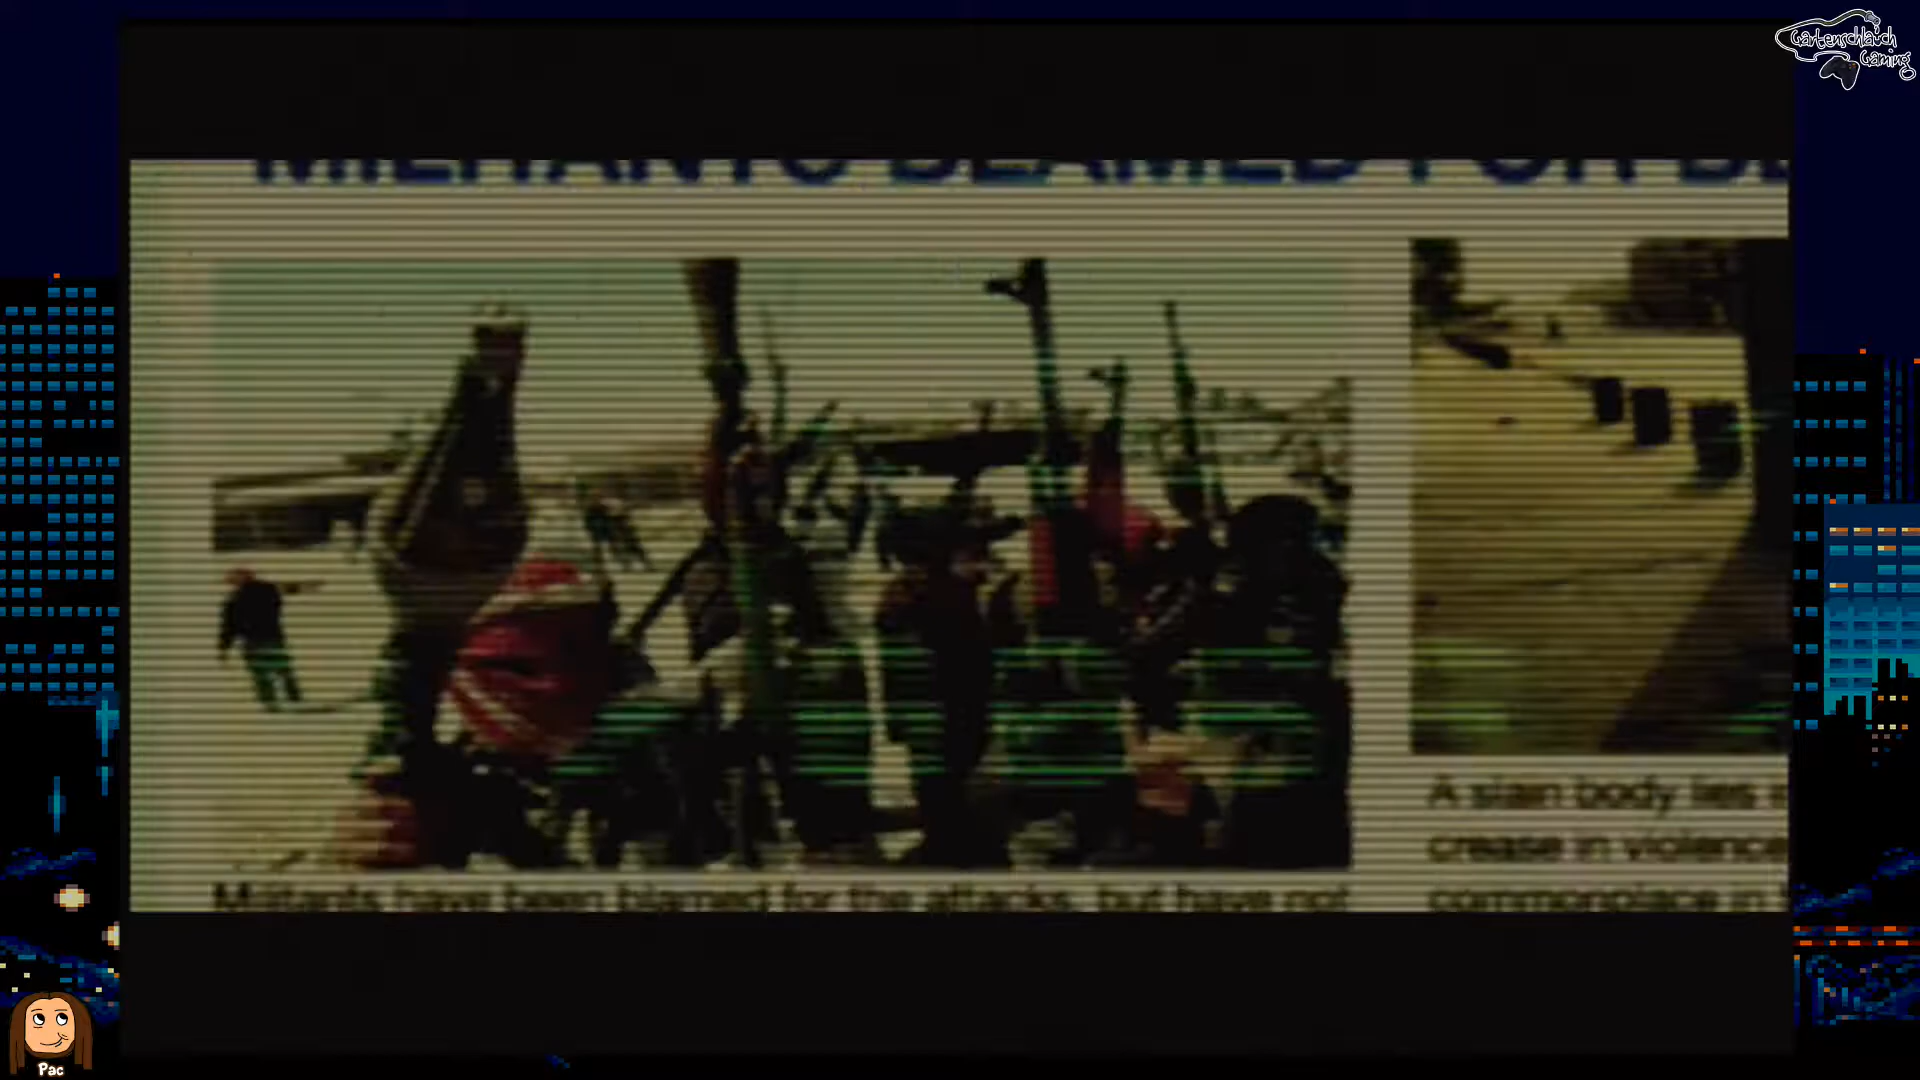 Gartenschlauch
Gaming
MILITANTS BLAMED FOR
Militants have been blamed for the attacks, but have not
A slain body lies
crease in violence
commonplace in
Pac